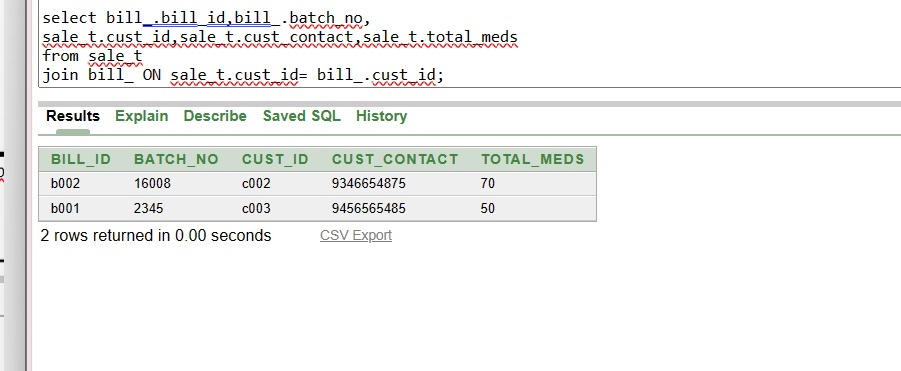 select bill_.bill_id,bill_.batch_no,
sale_t.cust_id,sale_t.cust_contact,sale_t.total_meds
from sale_t
join bill_ ON sale_t.cust_id= bill_.cust_id;
Results Explain Describe Saved SQL History
BILL_ID BATCH_NO CUST_ID CUST_CONTACT TOTAL_MEDS
b002 16008 c002 9346654875 70
b001 2345 c003 9456565485 50
2 rows returned in 0.00 seconds CSV Export